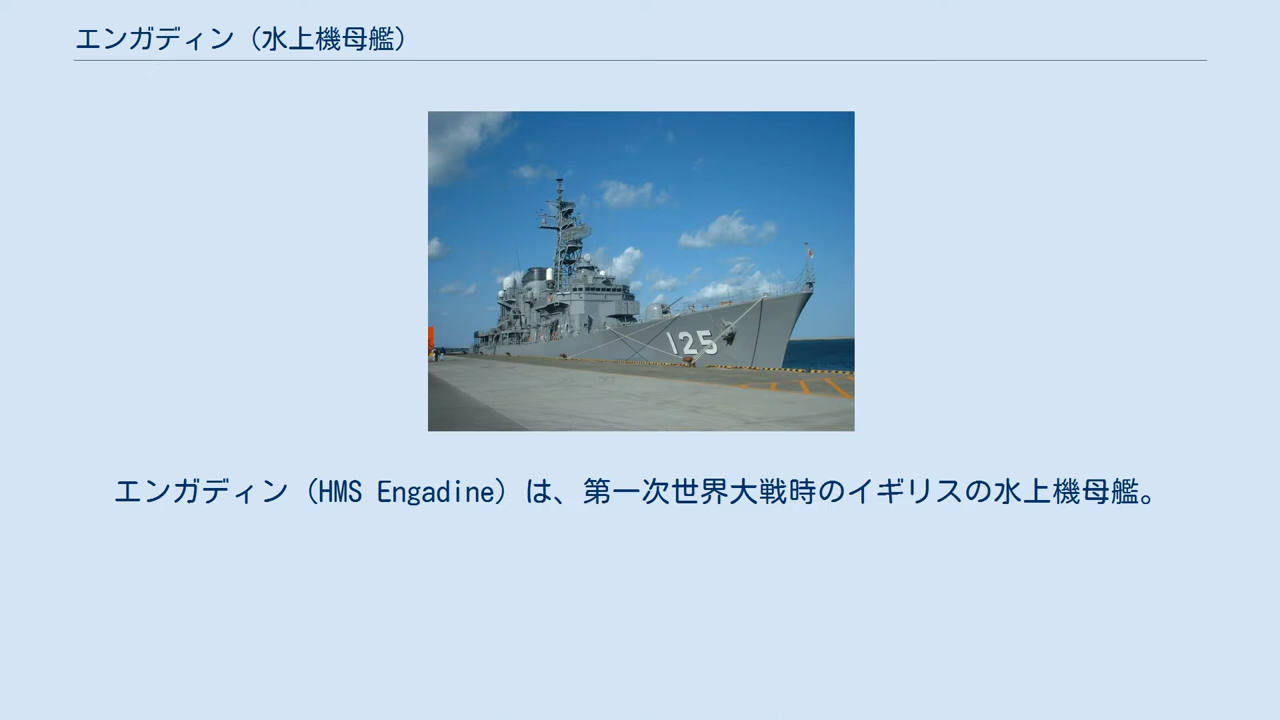 エンガディン（水上機母艦）
125
エンガディン（HMS Engadine）は、第一次世界大戦時のイギリスの水上機母艦。